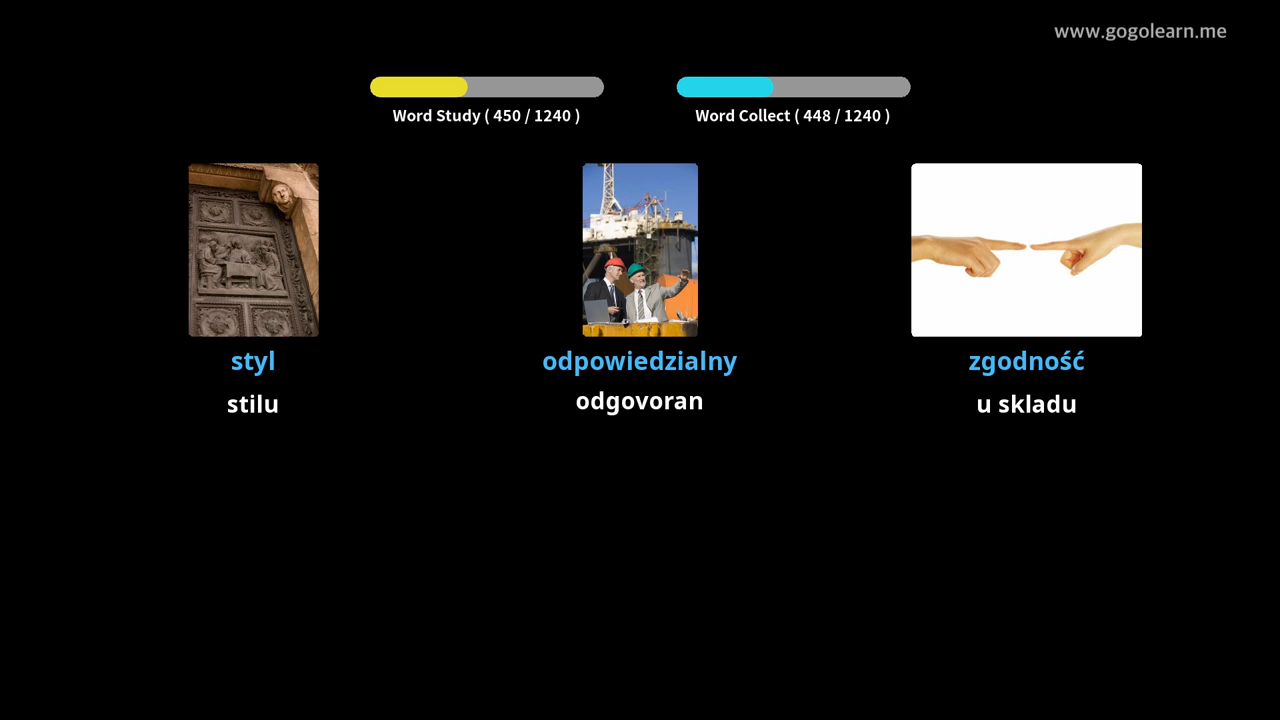 www.gogolearn.me
Word Study ( 450 / 1240 )
Word Collect ( 448 / 1240 )
styl
odpowiedzialny
zgodność
stilu
odgovoran
u skladu